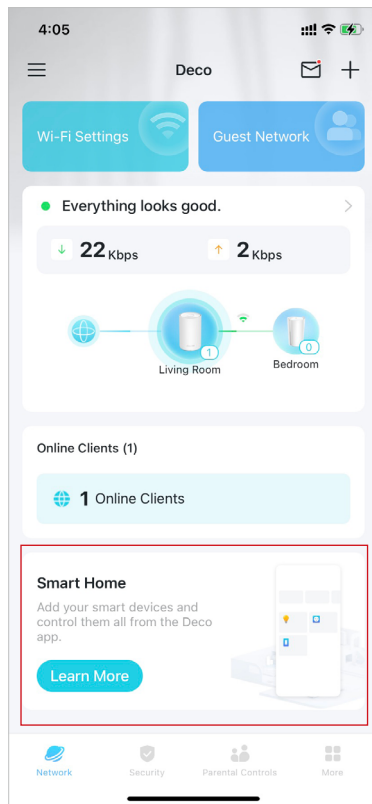 4:05
Deco
Wi-Fi Settings
Guest Network
Everything looks good.
22 Kbps
2 Kbps
1
0
Living Room
Bedroom
Online Clients (1)
1 Online Clients
Smart Home
Add your smart devices and
control them all from the Deco
app.
Learn More
Network
Security
Parental Controls
More